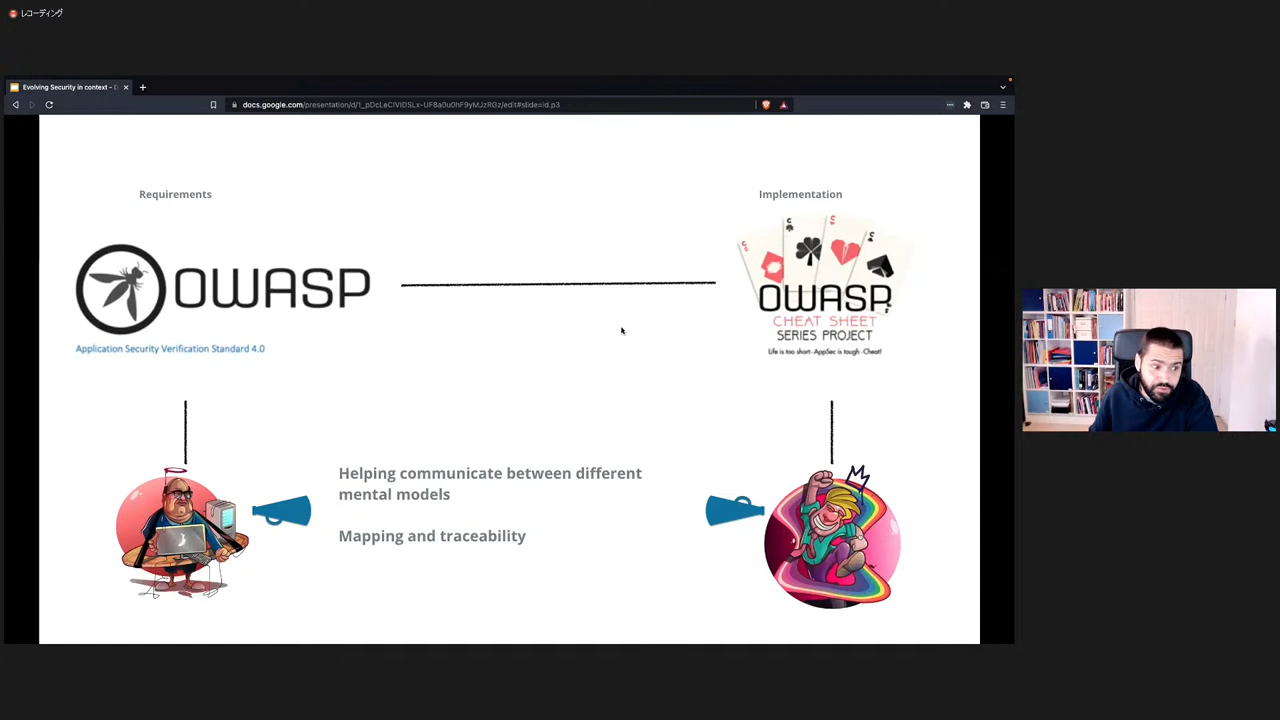 レコーディング
Evolving Security in context - D
docs.google.com/presentation/d/1_pDcLeCIVIDSLx-UF8a0u0hF9yMJzRGz/edit#slide=id.p3
Requirements
Implementation
OWASP
Application Security Verification Standard 4.0
C
C
C
C
OWASP
CHEAT SHEET
SERIES PROJECT
Life is too short · AppSec is tough · Cheat!
Helping communicate between different
mental models
Mapping and traceability